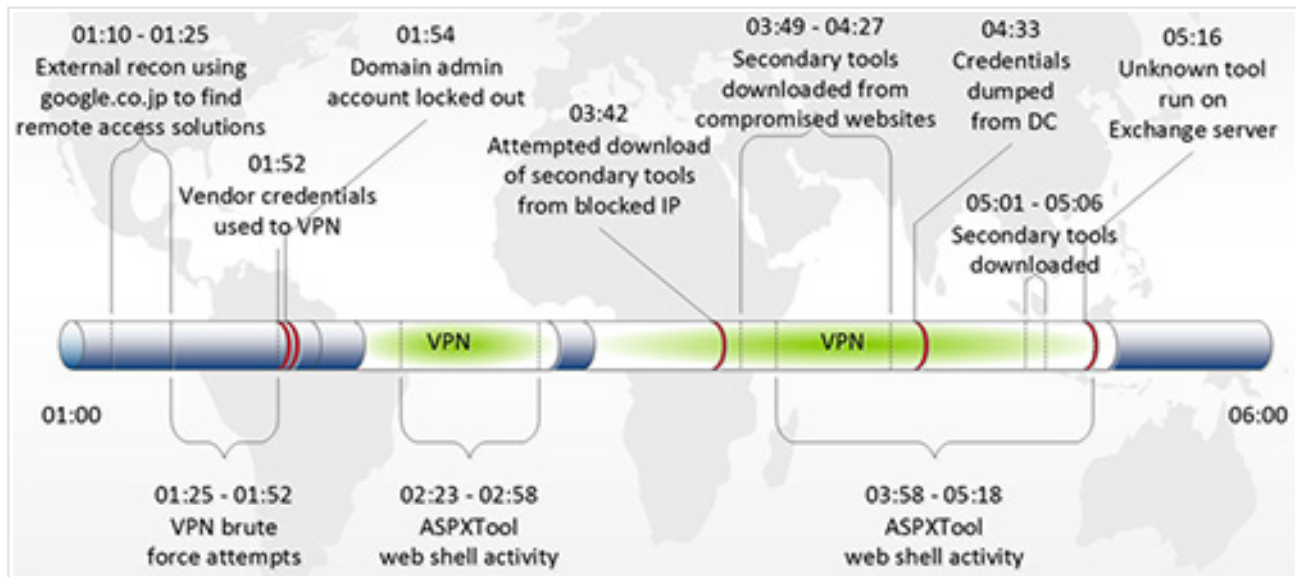 01:10 - 01:25
External recon using
google.co.jp to find
remote access solutions
01:52
Vendor credentials
used to VPN
01:54
Domain admin
account locked out
03:42
Attempted download
of secondary tools
from blocked IP
03:49 - 04:27
Secondary tools
downloaded from
compromised websites
04:33
Credentials
dumped
from DC
05:01 - 05:06
Secondary tools
downloaded
05:16
Unknown tool
run on
Exchange server
VPN
VPN
01:00
06:00
01:25 - 01:52
VPN brute
force attempts
02:23 - 02:58
ASPXTool
web shell activity
03:58 - 05:18
ASPXTool
web shell activity